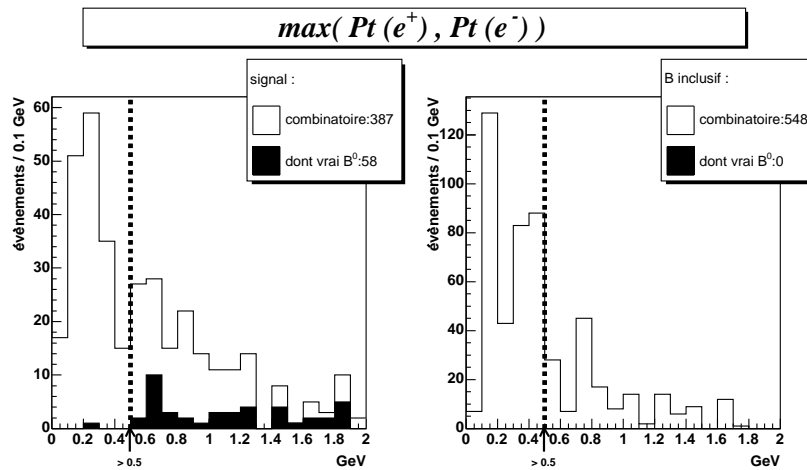 max( Pt (e+) , Pt (e-) )
signal :
combinatoire:387
dont vrai B0:58
évènements / 0.1 GeV
60
50
40
30
20
10
0
0 0.2 0.4 0.6 0.8 1 1.2 1.4 1.6 1.8 2
> 0.5
GeV
B inclusif :
combinatoire:548
dont vrai B0:0
évènements / 0.1 GeV
120
100
80
60
40
20
0
0 0.2 0.4 0.6 0.8 1 1.2 1.4 1.6 1.8 2
> 0.5
GeV